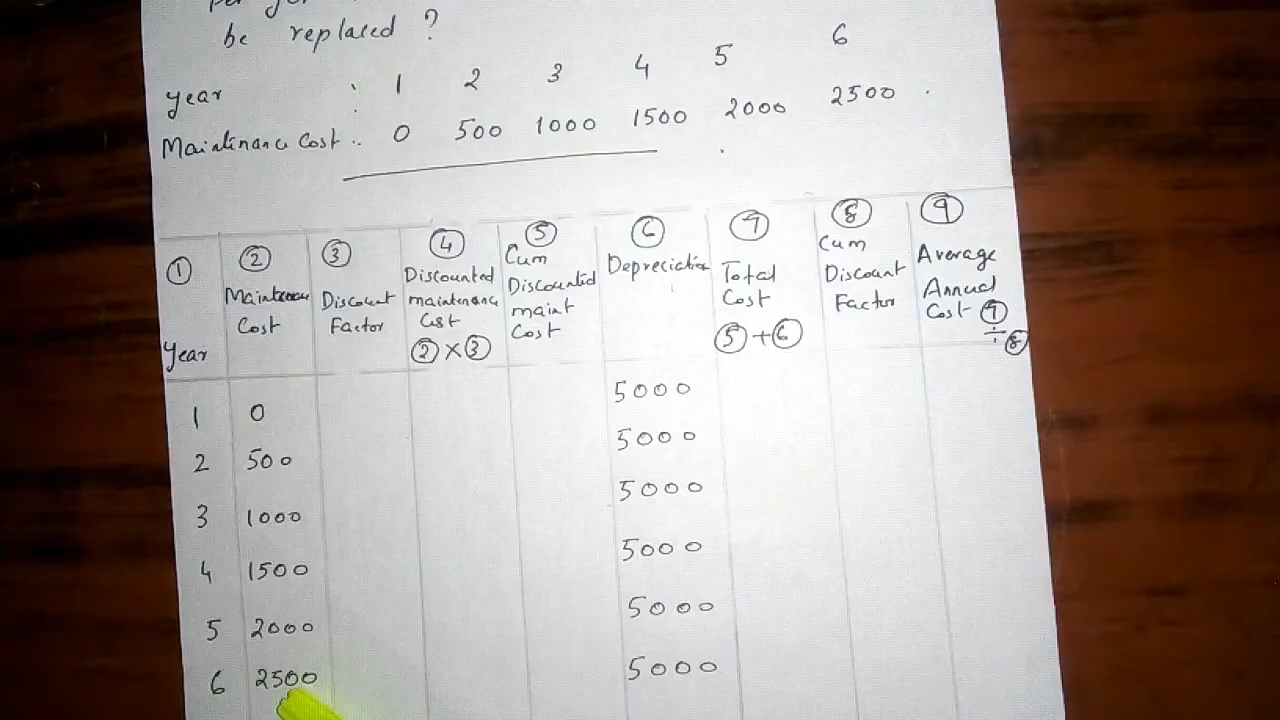 be replaced ?
year : 1 2 3 4 5 6
Maintenance Cost .. 0 500 1000 1500 2000 2500 .
① ② ③ ④ ⑤ ⑥ ⑦ ⑧ ⑨
Year
Maintenance
Cost
Discount
Factor
Discounted
maintenance
Cost
② × ③
Cum
Discounted
maint
Cost
Depreciation
Total
Cost
⑤ + ⑥
Cum
Discount
Factor
Average
Annual
Cost ⑦
÷ ⑧
1 0 5000
2 500 5000
3 1000 5000
4 1500 5000
5 2000 5000
6 2500 5000